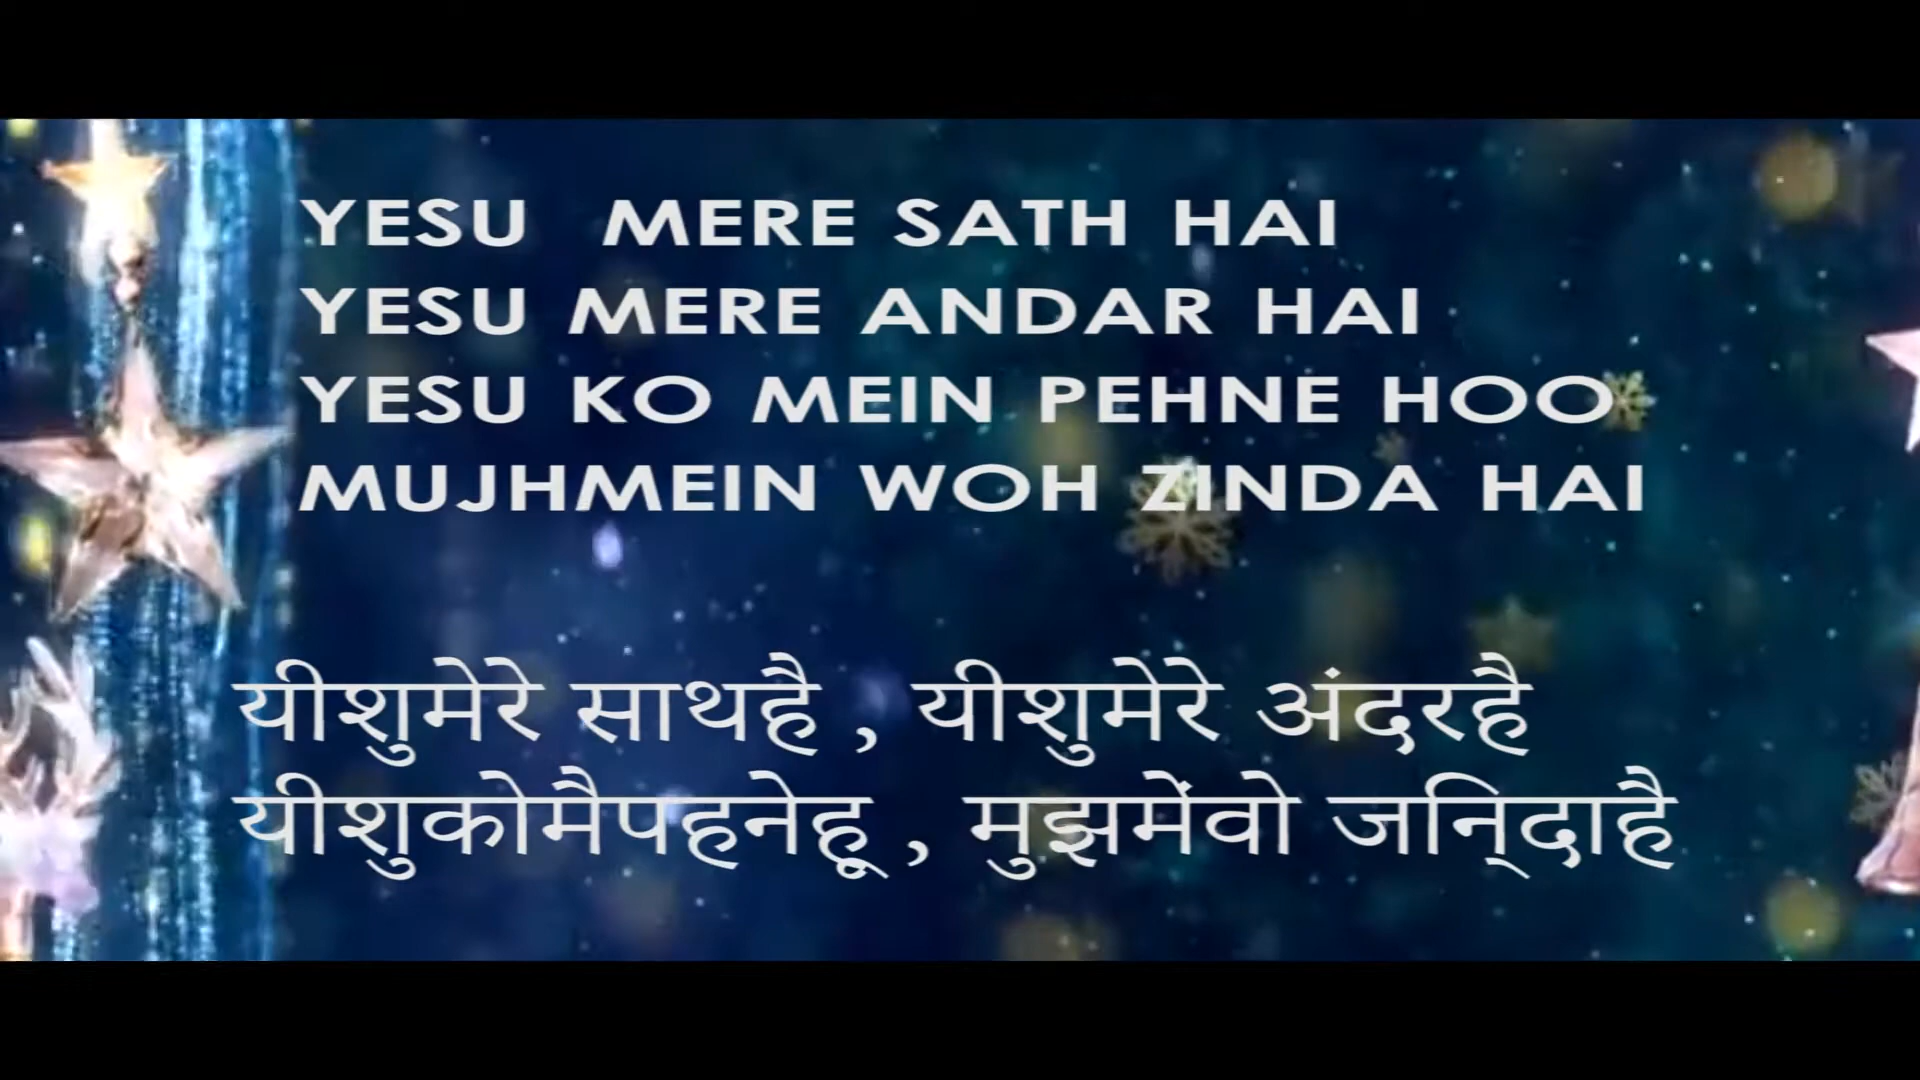 YESU MERE SATH HAI
YESU MERE ANDAR HAI
YESU KO MEIN PEHNE HOO
MUJHMEIN WOH ZINDA HAI
यीशुमेरे साथहै , यीशुमेरे अंदरहै
यीशुकोमैपहनेहू , मुझमेंवो जनि्दाहै